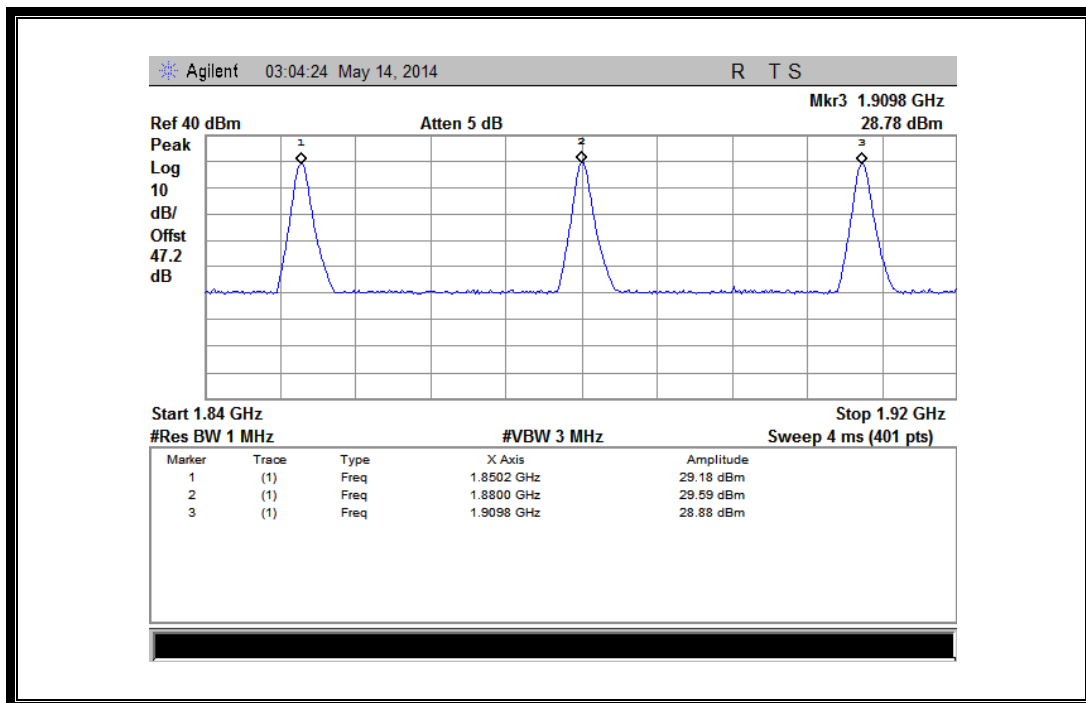 Agilent 03:04:24 May 14, 2014 R T S
Mkr3 1.9098 GHz
Ref 40 dBm Atten 5 dB 28.78 dBm
Peak
Log
10
dB/
Offst
47.2
dB
1 2 3
Start 1.84 GHz Stop 1.92 GHz
#Res BW 1 MHz #VBW 3 MHz Sweep 4 ms (401 pts)
Marker Trace Type X Axis Amplitude
1 (1) Freq 1.8502 GHz 29.18 dBm
2 (1) Freq 1.8800 GHz 29.59 dBm
3 (1) Freq 1.9098 GHz 28.88 dBm